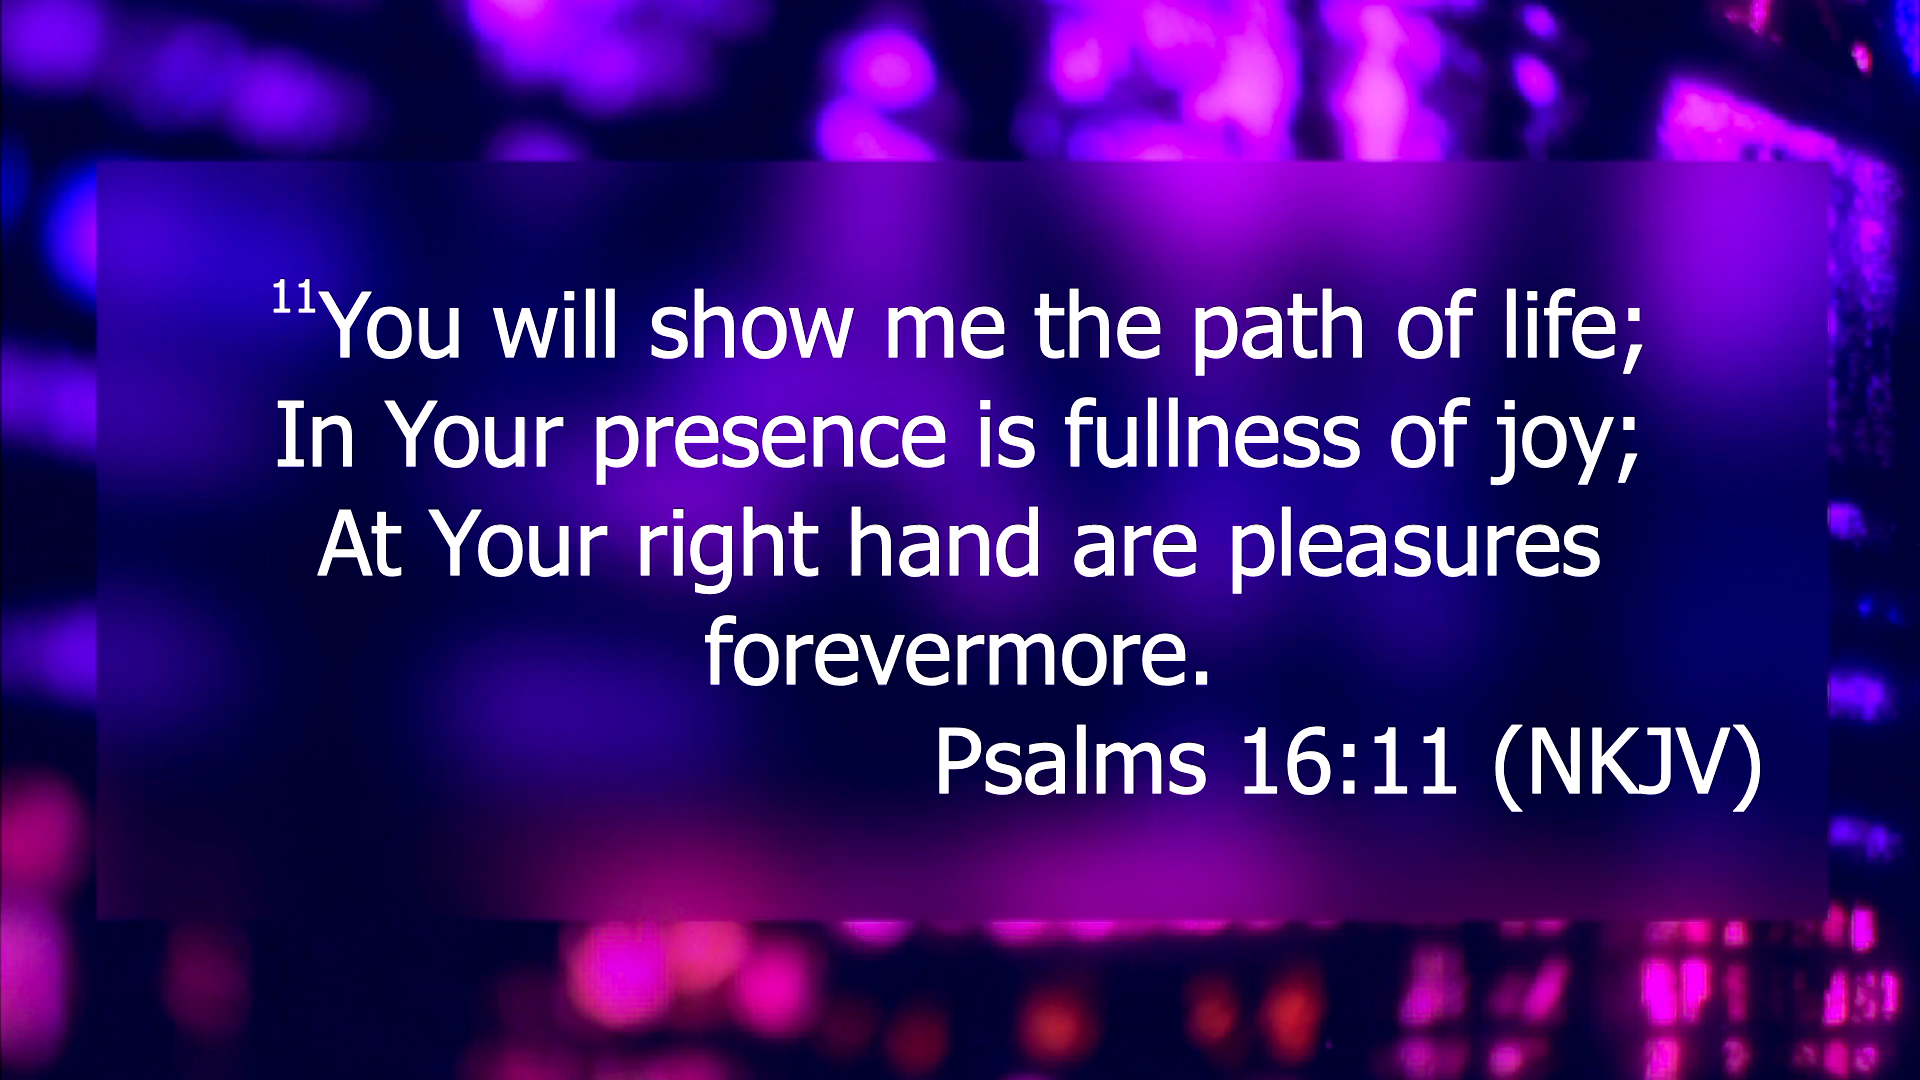 11You will show me the path of life;
In Your presence is fullness of joy;
At Your right hand are pleasures
forevermore.
Psalms 16:11 (NKJV)